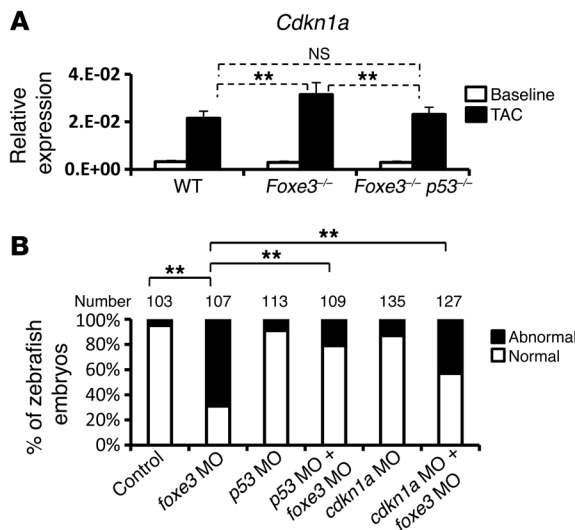 A
Cdkn1a
NS
** **
4.E-02
2.E-02
0.E+00
Relative
expression
Baseline
TAC
WT Foxe3–/– Foxe3–/– p53–/–
B
**
**
**
Number 103 107 113 109 135 127
100%
80%
60%
40%
20%
0%
% of zebrafish
embryos
Abnormal
Normal
Control
foxe3 MO
p53 MO
p53 MO +
foxe3 MO
cdkn1a MO
cdkn1a MO +
foxe3 MO